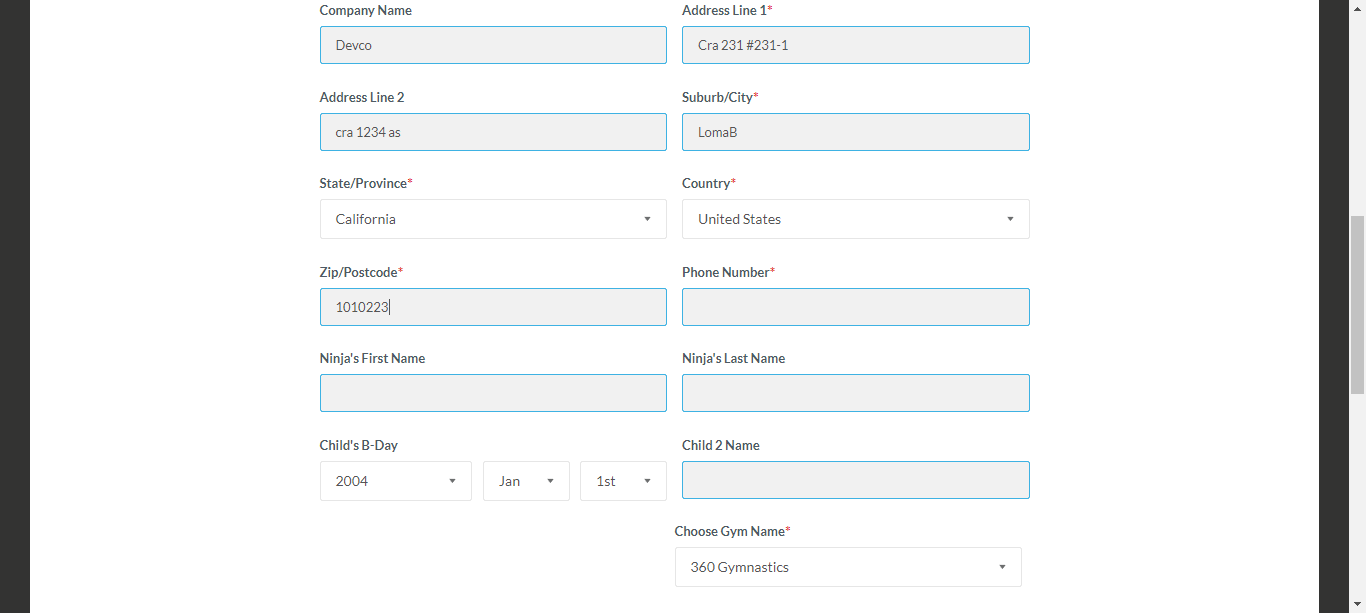 Company Name Address Line 1*
Devco Cra 231 #231-1
Address Line 2 Suburb/City*
cra 1234 as LomaB
State/Province* Country*
California United States
Zip/Postcode* Phone Number*
1010223
Ninja's First Name Ninja's Last Name
Child's B-Day Child 2 Name
2004 Jan 1st
Choose Gym Name*
360 Gymnastics